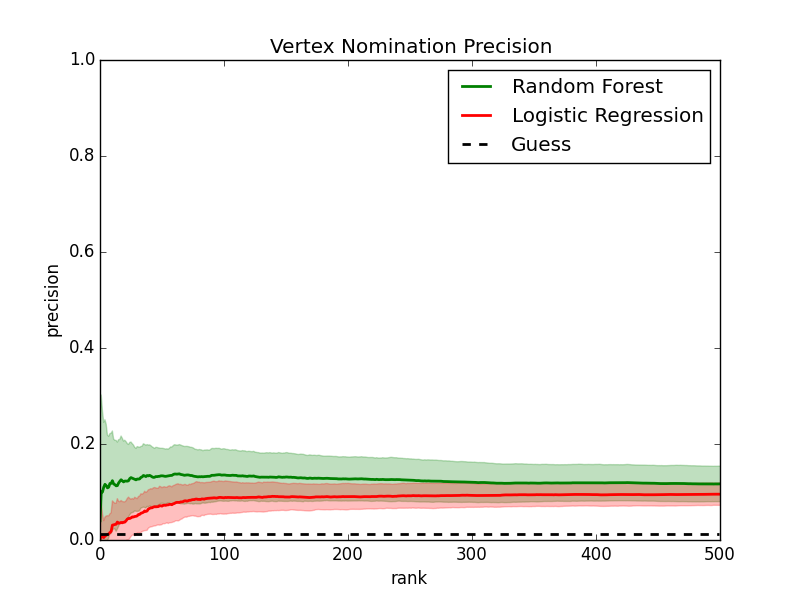 Vertex Nomination Precision
1.0
0.8
0.6
0.4
0.2
0.0
precision
Random Forest
Logistic Regression
Guess
0 100 200 300 400 500
rank